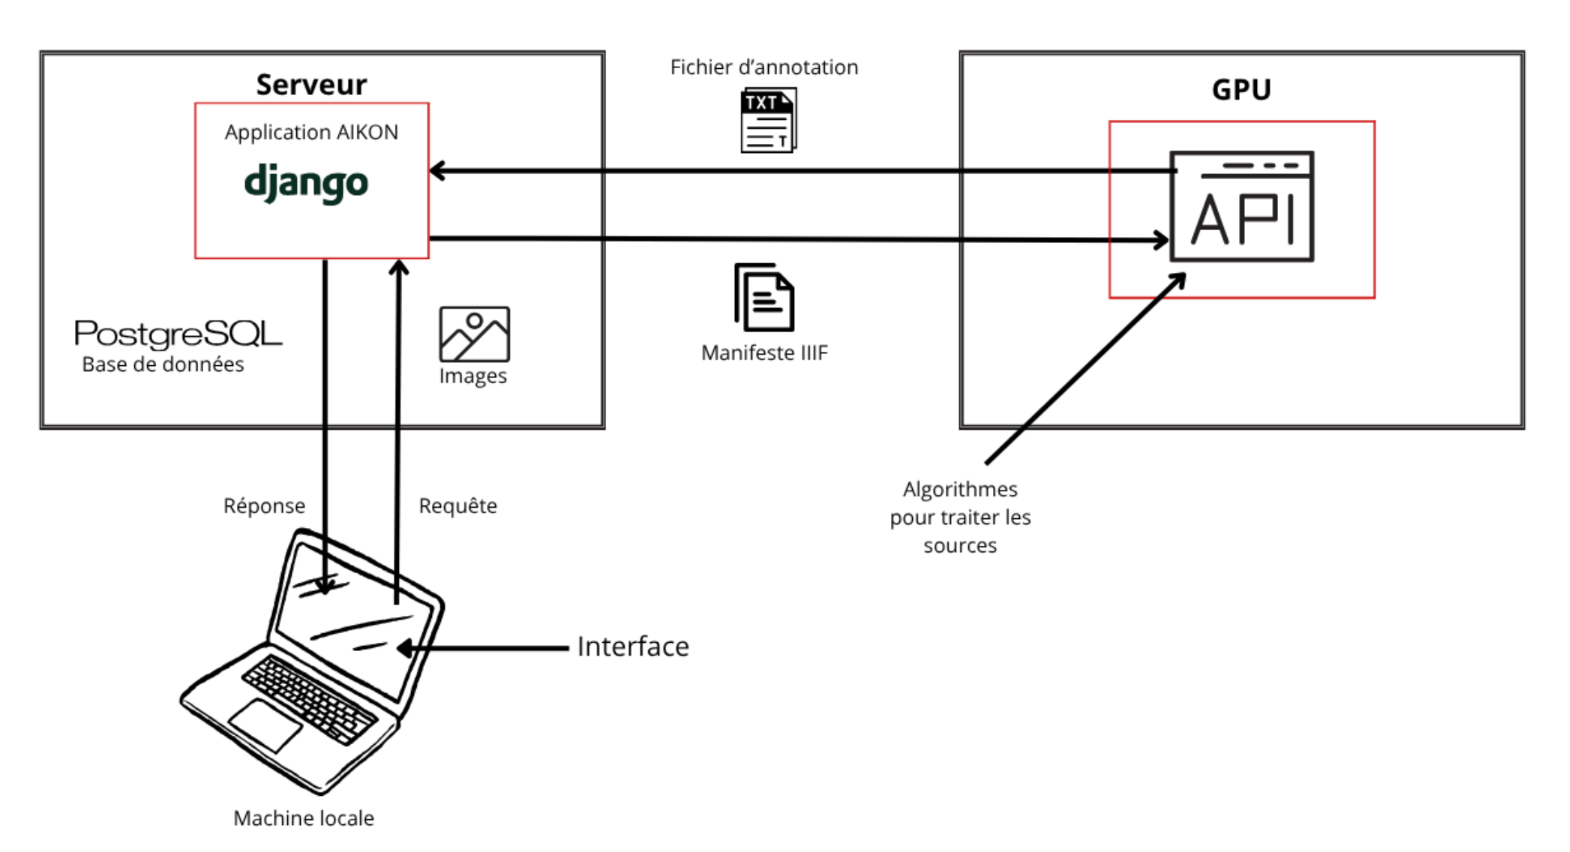 Serveur
Application AIKON
django
PostgreSQL
Base de données
Images
Fichier d'annotation
TXT
T
Manifeste IIIF
GPU
API
Algorithmes
pour traiter les
sources
Réponse
Requête
Interface
Machine locale